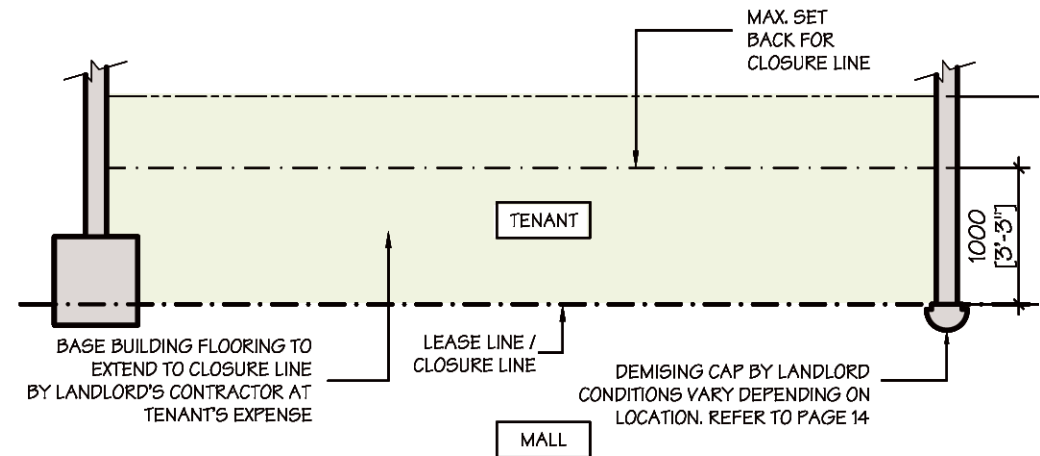 MAX. SET
BACK FOR
CLOSURE LINE
TENANT
1000
[3'-3"]
BASE BUILDING FLOORING TO
EXTEND TO CLOSURE LINE
BY LANDLORD'S CONTRACTOR AT
TENANT'S EXPENSE
LEASE LINE /
CLOSURE LINE
DEMISING CAP BY LANDLORD
CONDITIONS VARY DEPENDING ON
LOCATION. REFER TO PAGE 14
MALL